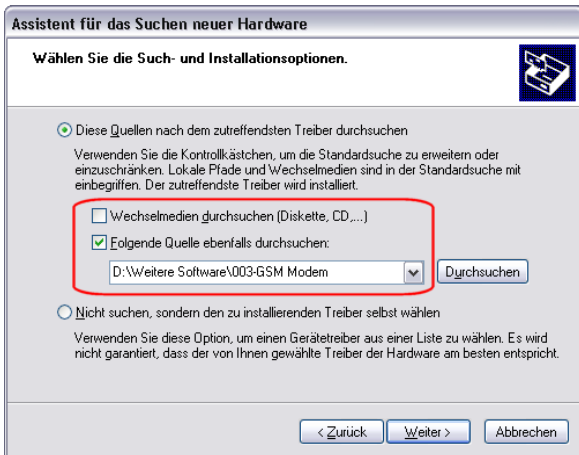 Assistent für das Suchen neuer Hardware
Wählen Sie die Such- und Installationsoptionen.
Diese Quellen nach dem zutreffendsten Treiber durchsuchen
Verwenden Sie die Kontrollkästchen, um die Standardsuche zu erweitern oder
einzuschränken. Lokale Pfade und Wechselmedien sind in der Standardsuche mit
einbegriffen. Der zutreffendste Treiber wird installiert.
Wechselmedien durchsuchen (Diskette, CD,...)
Folgende Quelle ebenfalls durchsuchen:
D:\Weitere Software\003-GSM Modem
Durchsuchen
Nicht suchen, sondern den zu installierenden Treiber selbst wählen
Verwenden Sie diese Option, um einen Gerätetreiber aus einer Liste zu wählen. Es wird
nicht garantiert, dass der von Ihnen gewählte Treiber der Hardware am besten entspricht.
< Zurück
Weiter >
Abbrechen